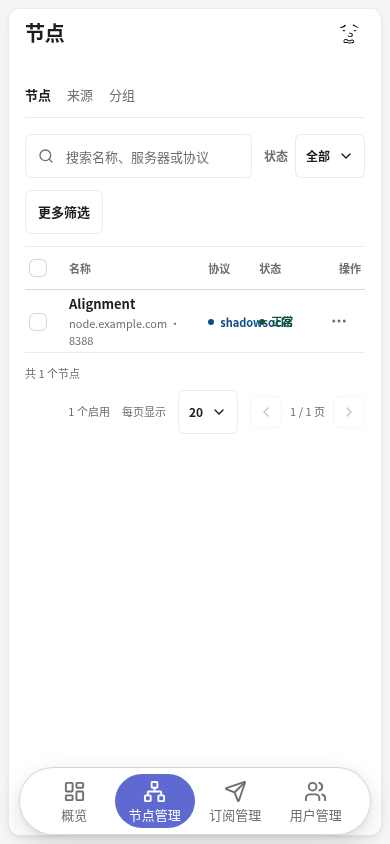 节点
节点 来源 分组
搜索名称、服务器或协议 状态 全部
更多筛选
名称 协议 状态 操作
Alignment
node.example.com · shadowsocks 正常
8388
共 1 个节点
1 个启用 每页显示 20 1 / 1 页
概览 节点管理 订阅管理 用户管理